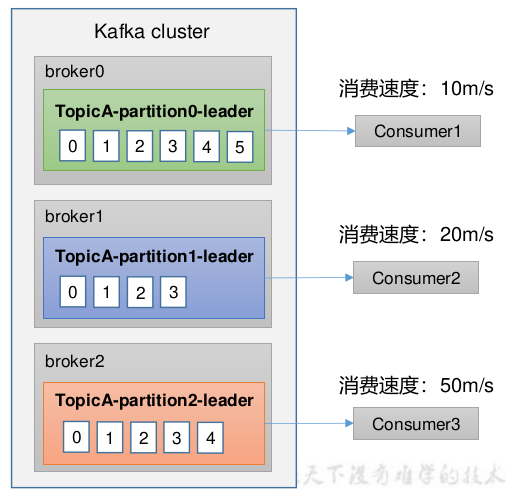 Kafka cluster
broker0
TopicA-partition0-leader
0 1 2 3 4 5
消费速度：10m/s
Consumer1
broker1
TopicA-partition1-leader
0 1 2 3
消费速度：20m/s
Consumer2
broker2
TopicA-partition2-leader
0 1 2 3 4
消费速度：50m/s
Consumer3
天下没有难学的技术